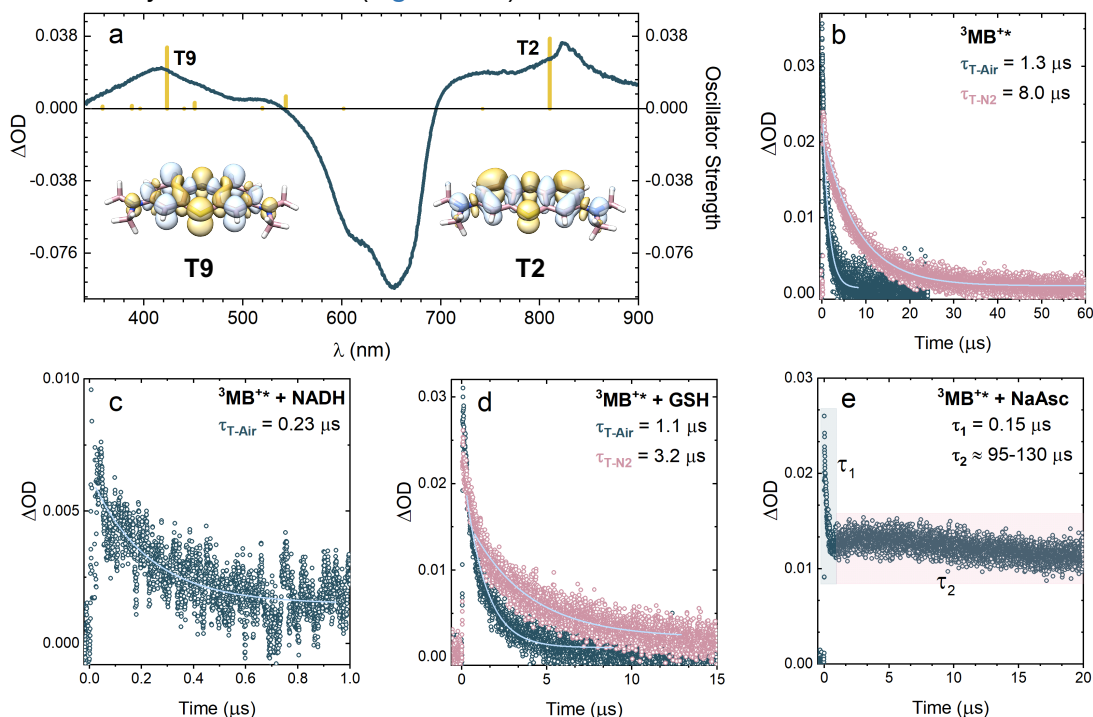 a
0.038
0.000
-0.038
-0.076
ΔOD
T9
T2
T9
T2
0.038
0.000
-0.038
-0.076
Oscillator Strength
400 500 600 700 800 900
λ (nm)
b
³MB⁺*
τT-Air = 1.3 μs
τT-N2 = 8.0 μs
0.03
0.02
0.01
0.00
ΔOD
0 10 20 30 40 50 60
Time (μs)
c
³MB⁺* + NADH
τT-Air = 0.23 μs
0.010
0.005
0.000
ΔOD
0.0 0.2 0.4 0.6 0.8 1.0
Time (μs)
d
³MB⁺* + GSH
τT-Air = 1.1 μs
τT-N2 = 3.2 μs
0.03
0.02
0.01
0.00
ΔOD
0 5 10 15
Time (μs)
e
³MB⁺* + NaAsc
τ₁ = 0.15 μs
τ₂ ≈ 95-130 μs
τ₁
τ₂
0.03
0.02
0.01
0.00
ΔOD
0 5 10 15 20
Time (μs)